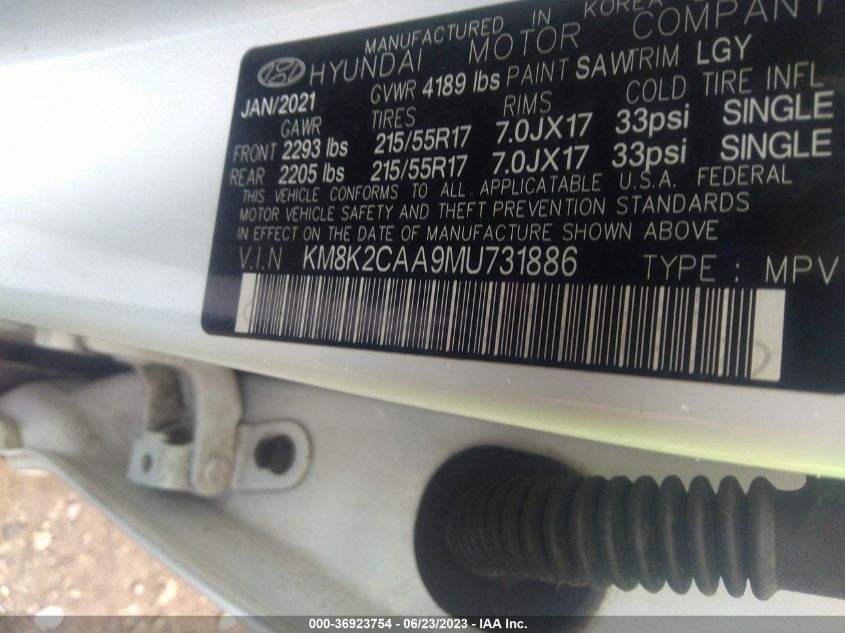 MANUFACTURED IN KOREA
HYUNDAI MOTOR COMPANY
JAN/2021 GVWR 4189 lbs PAINT SAW TRIM LGY
GAWR TIRES RIMS COLD TIRE INFL
FRONT 2293 lbs 215/55R17 7.0JX17 33psi SINGLE
REAR 2205 lbs 215/55R17 7.0JX17 33psi SINGLE
THIS VEHICLE CONFORMS TO ALL APPLICATABLE U.S.A. FEDERAL
MOTOR VEHICLE SAFETY AND THEFT PREVENTION STANDARDS
IN EFFECT ON THE DATE OF MANUFACTURE SHOWN ABOVE
V.I.N KM8K2CAA9MU731886 TYPE : MPV
000-36923754 - 06/23/2023 - IAA Inc.